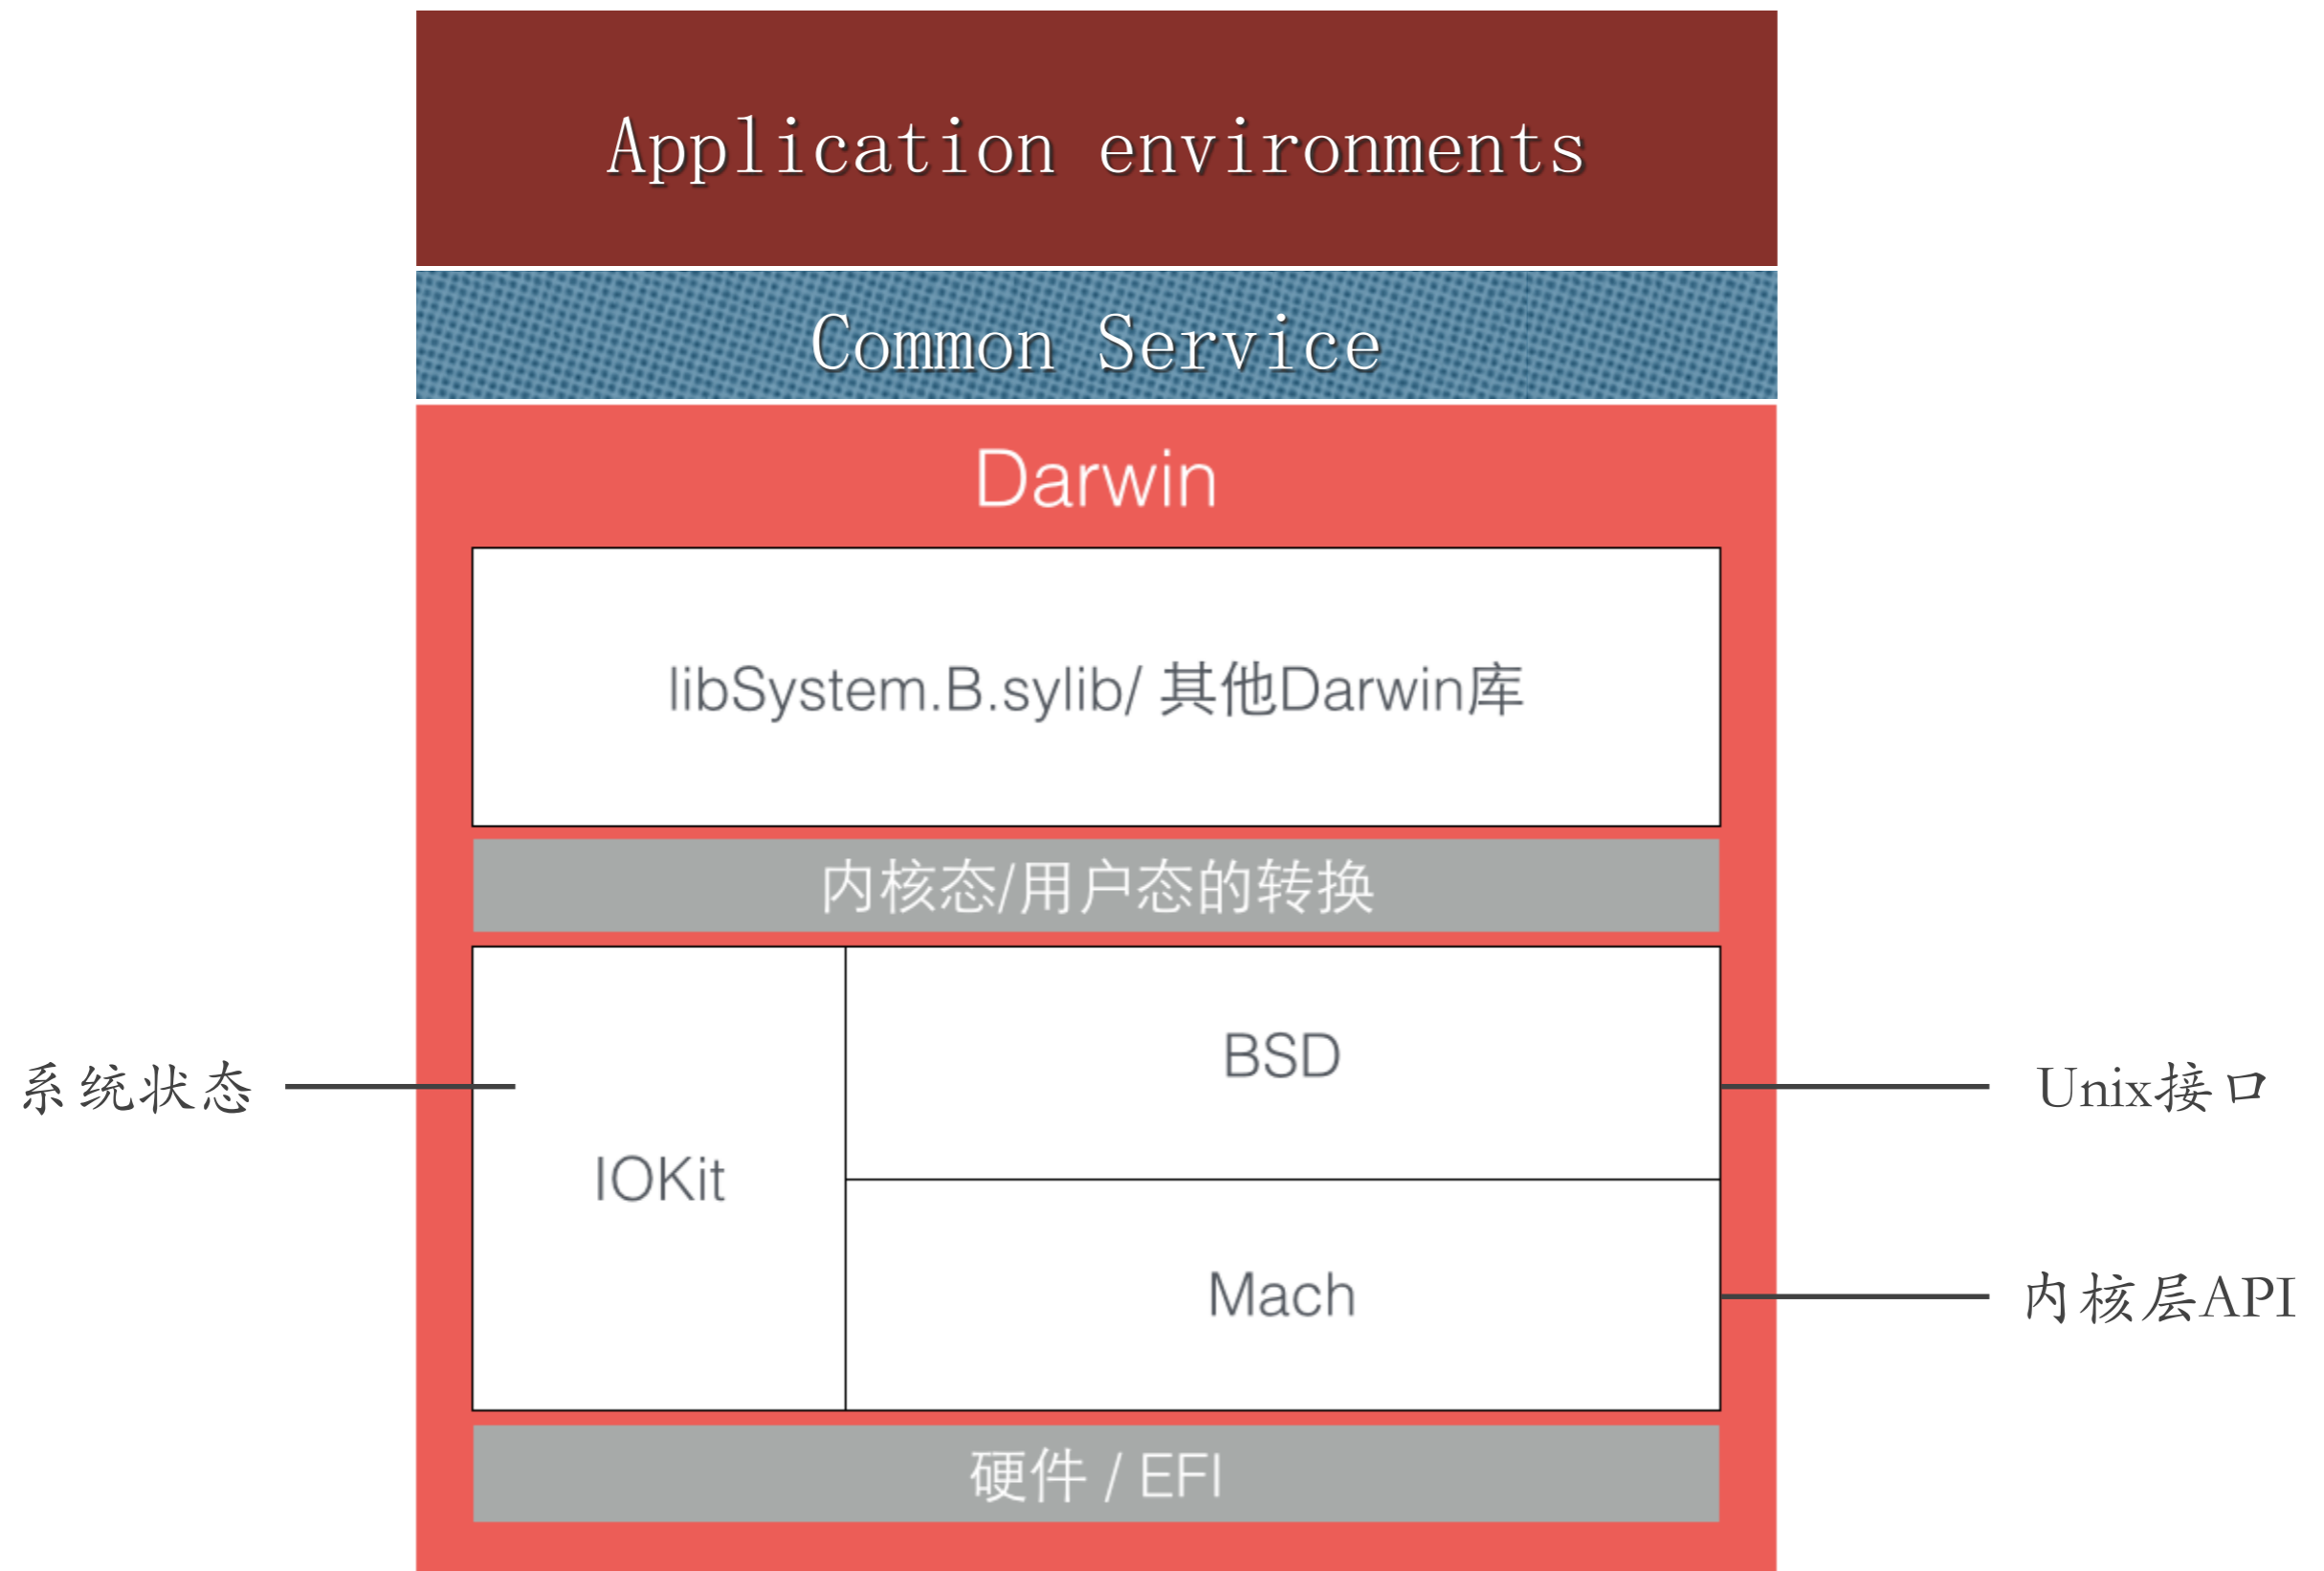 Application environments
Common Service
Darwin
libSystem.B.sylib/ 其他Darwin库
内核态/用户态的转换
系统状态
BSD
Unix接口
IOKit
Mach
内核层API
硬件 / EFI